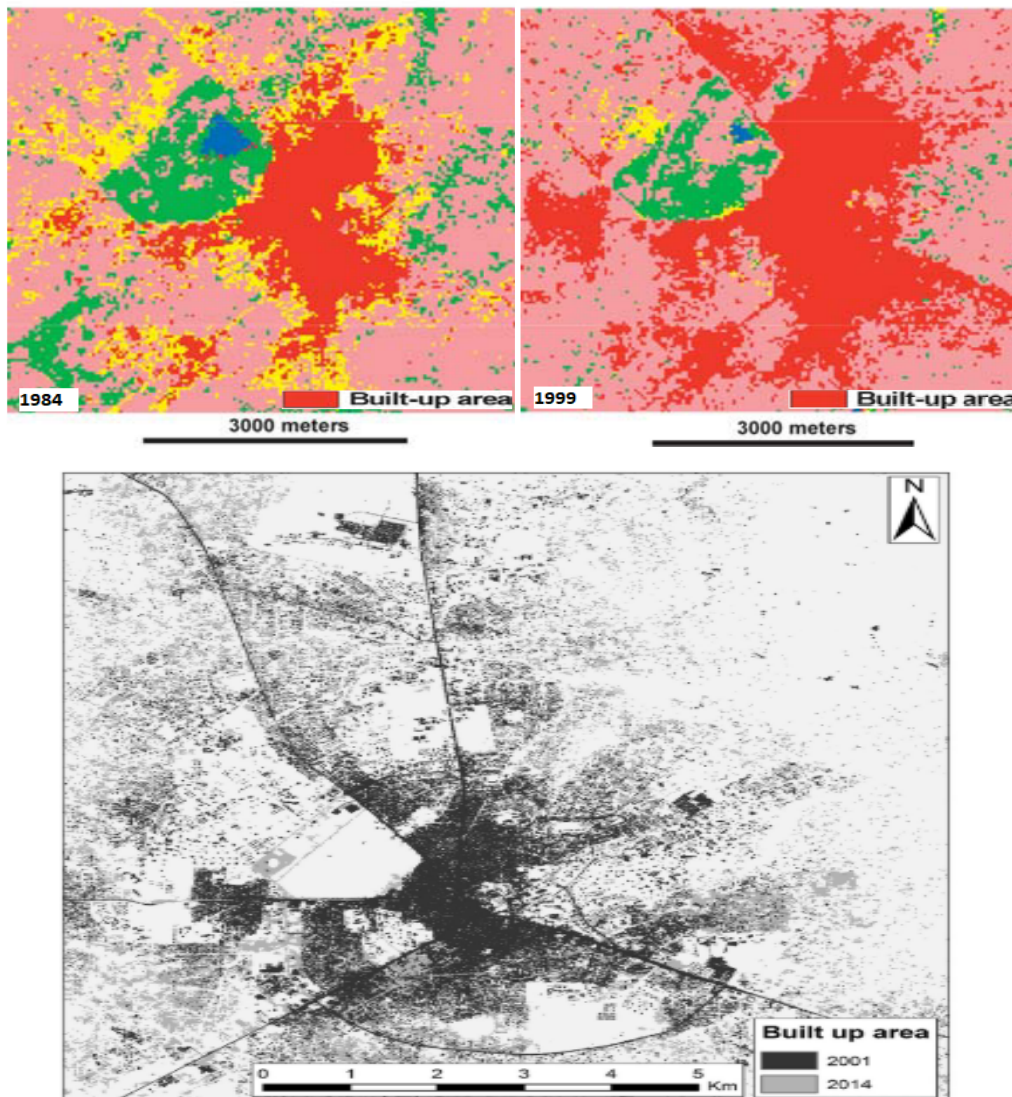 1984
Built-up area
3000 meters
1999
Built-up area
3000 meters
N
Built up area
2001
2014
0 1 2 3 4 5
Km